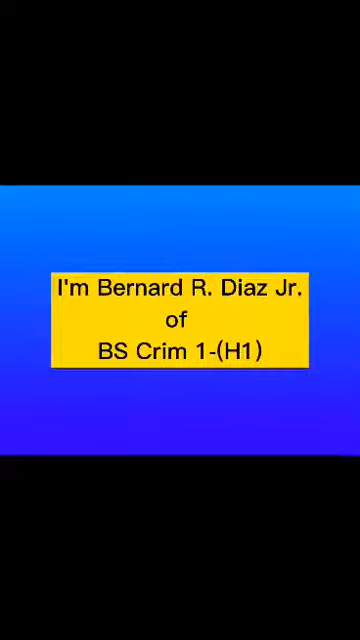 I'm Bernard R. Diaz Jr.
of
BS Crim 1-(H1)